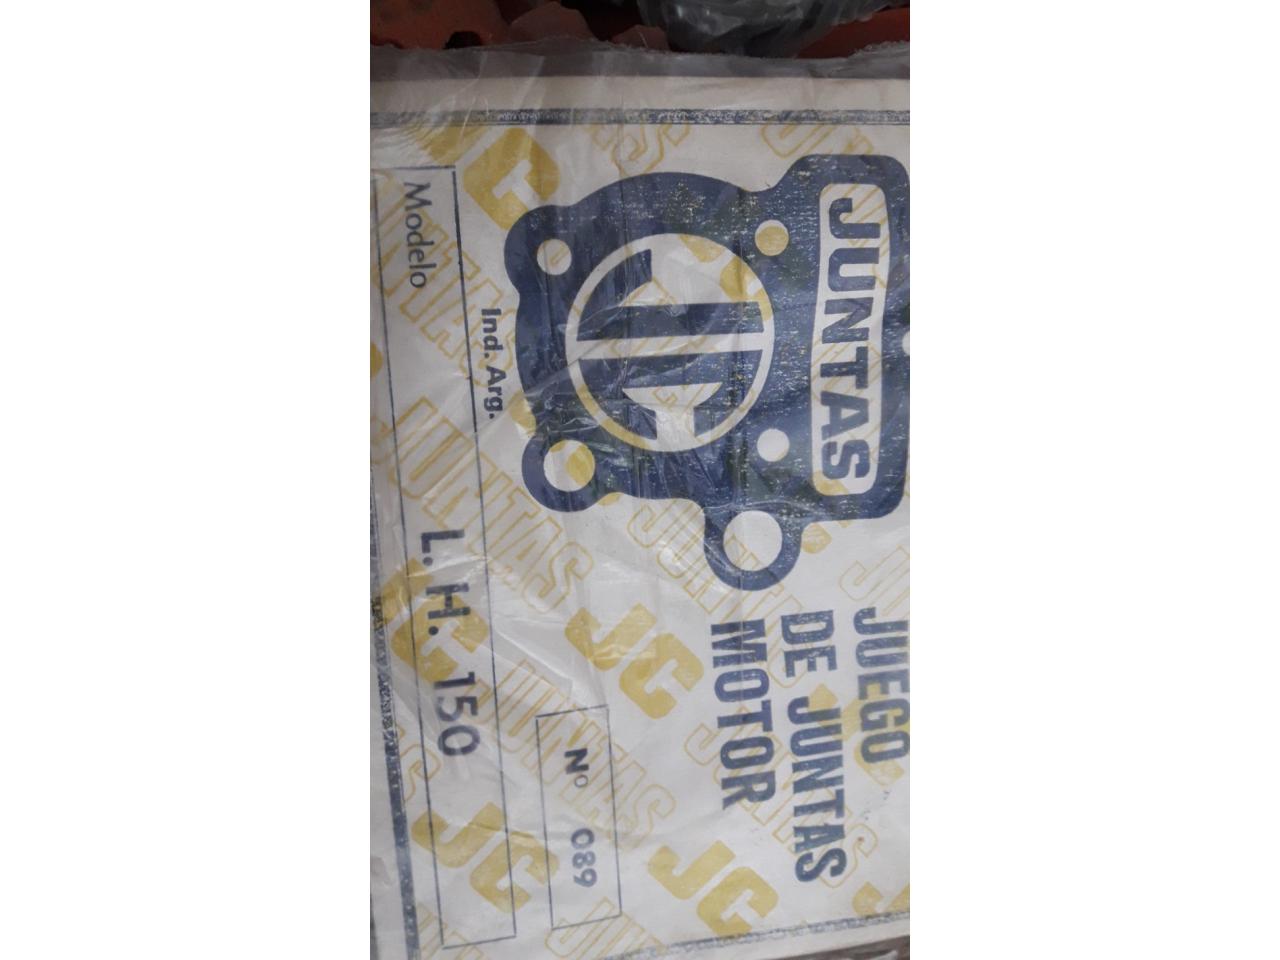 JUNTAS
JC
JUEGO
DE JUNTAS
MOTOR
Ind. Arg.
Nº 089
Modelo L. H. 150